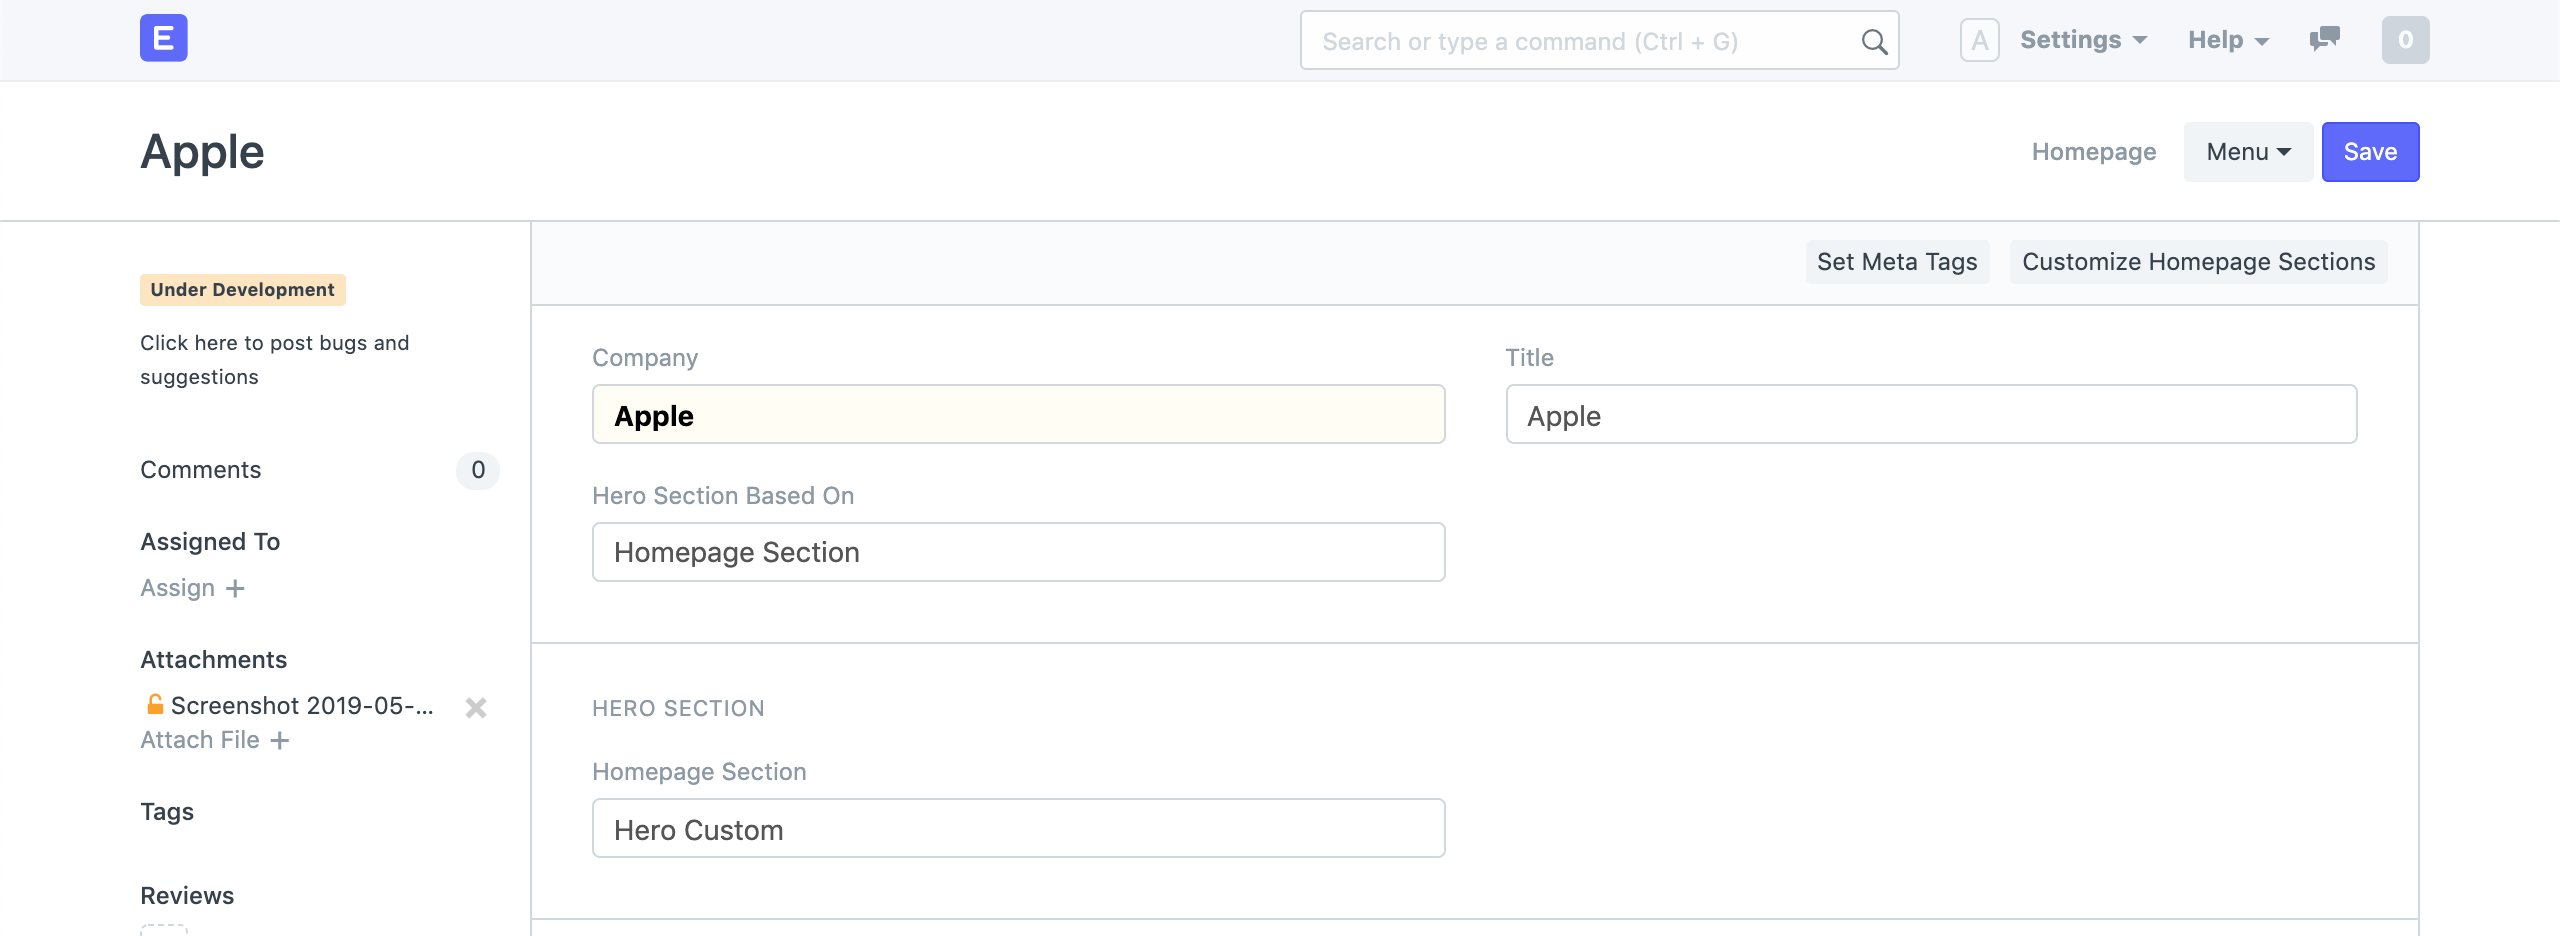 E
Search or type a command (Ctrl + G)
A
Settings
Help
0
Apple
Homepage
Menu
Save
Under Development
Click here to post bugs and
suggestions
Comments
0
Assigned To
Assign +
Attachments
Screenshot 2019-05-...
Attach File +
Tags
Reviews
Set Meta Tags
Customize Homepage Sections
Company
Apple
Title
Apple
Hero Section Based On
Homepage Section
HERO SECTION
Homepage Section
Hero Custom